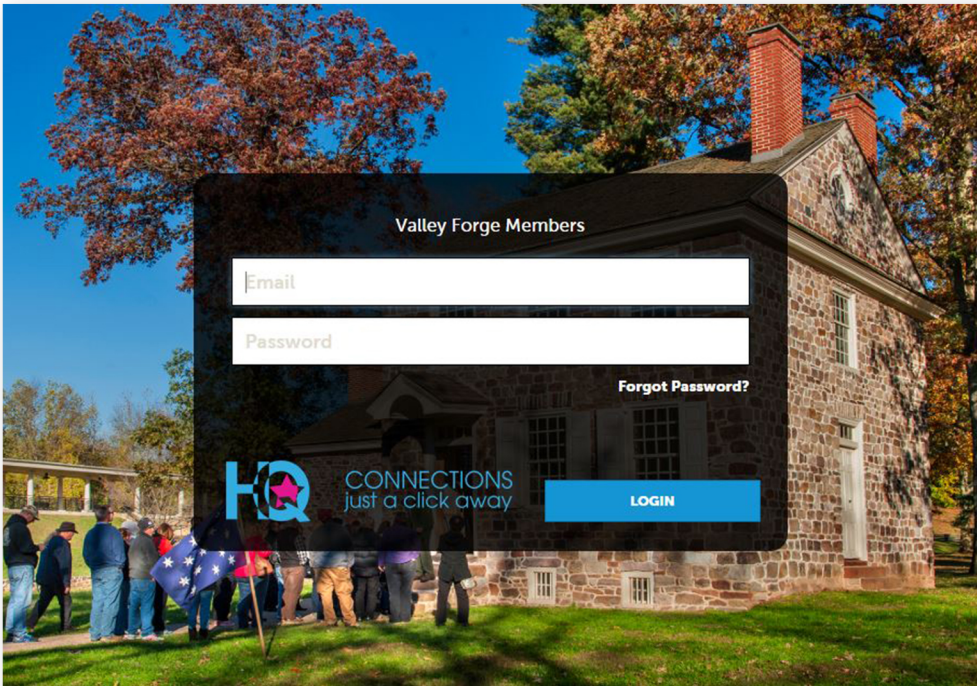 Valley Forge Members
Email
Password
Forgot Password?
HQ
CONNECTIONS
just a click away
LOGIN